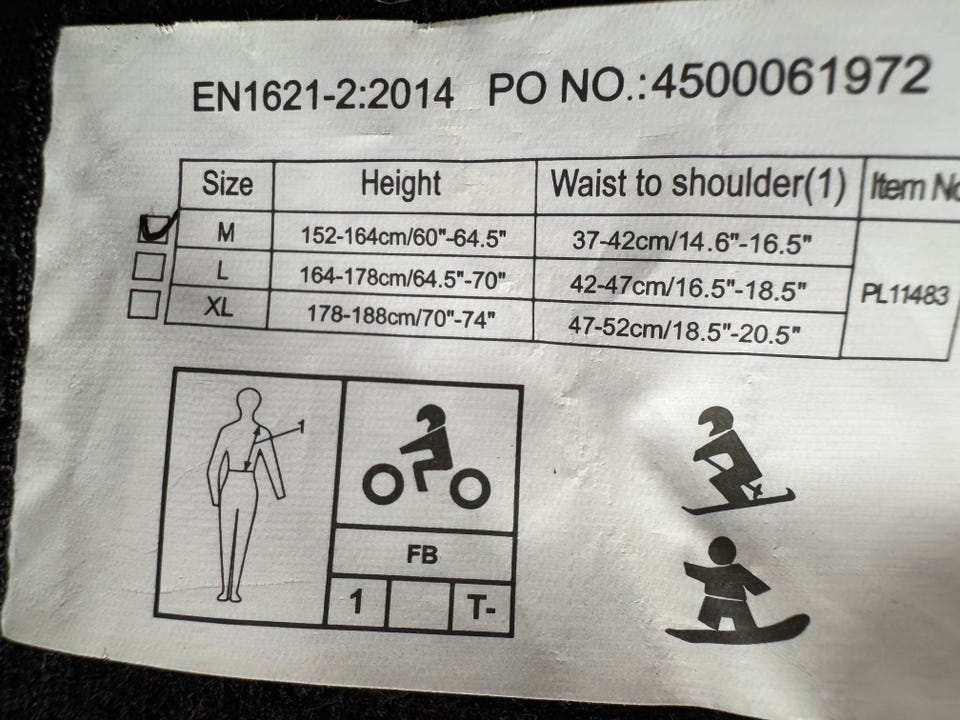 EN1621-2:2014 PO NO.:4500061972
Size Height Waist to shoulder(1) Item No
M 152-164cm/60"-64.5" 37-42cm/14.6"-16.5"
L 164-178cm/64.5"-70" 42-47cm/16.5"-18.5" PL11483
XL 178-188cm/70"-74" 47-52cm/18.5"-20.5"
1
FB
1 T-